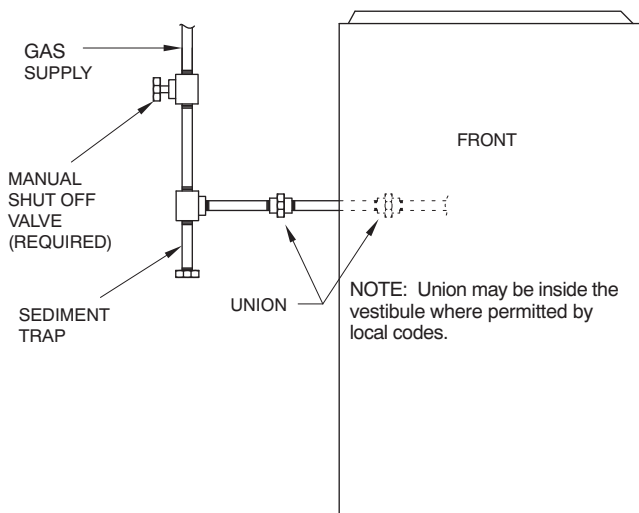 GAS
SUPPLY
FRONT
MANUAL
SHUT OFF
VALVE
(REQUIRED)
SEDIMENT
TRAP
UNION
NOTE: Union may be inside the
vestibule where permitted by
local codes.